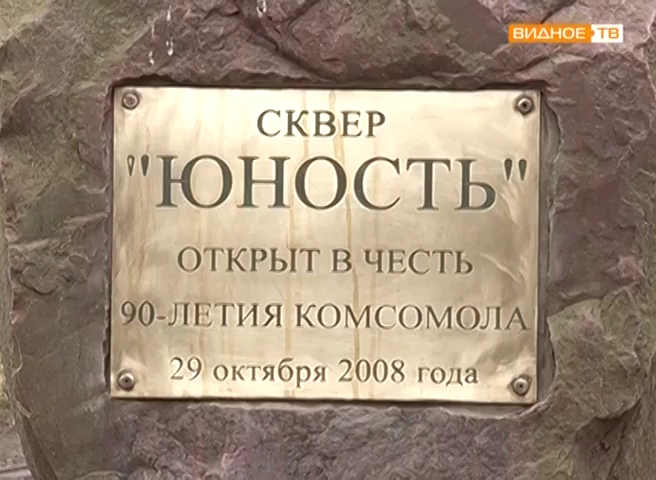 ВИДНОЕ ТВ
СКВЕР
"ЮНОСТЬ"
ОТКРЫТ В ЧЕСТЬ
90-ЛЕТИЯ КОМСОМОЛА
29 октября 2008 года